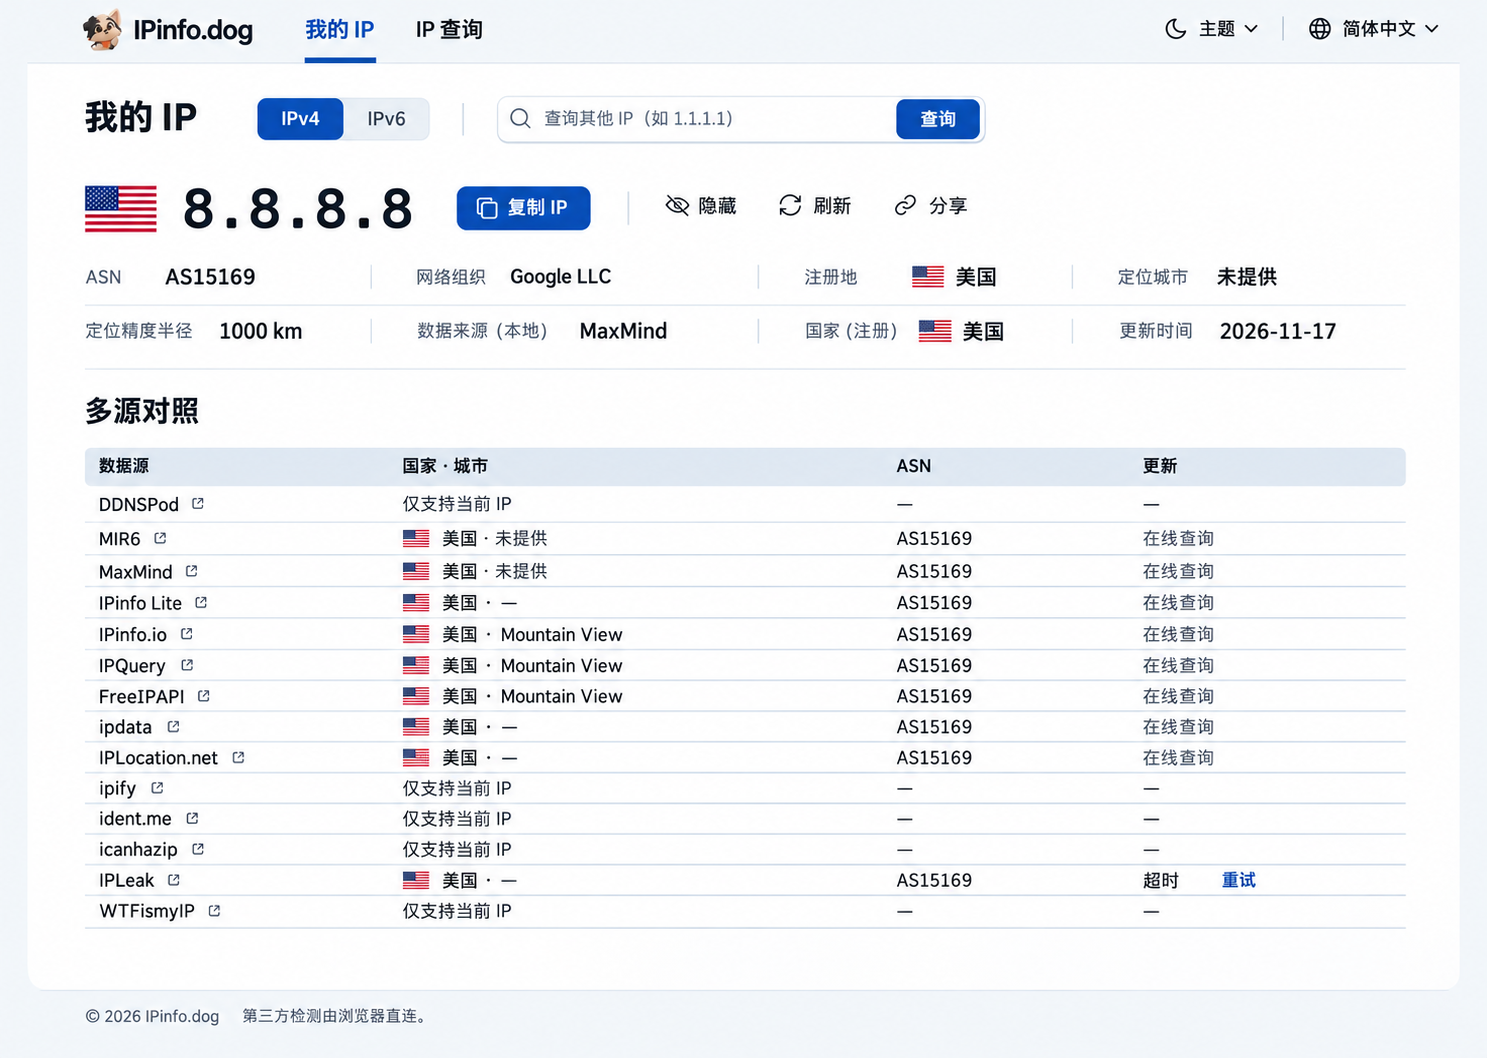 IPinfo.dog 我的 IP IP 查询 主题 简体中文
我的 IP IPv4 IPv6 查询其他 IP（如 1.1.1.1） 查询
8.8.8.8 复制 IP 隐藏 刷新 分享
ASN AS15169 网络组织 Google LLC 注册地 美国 定位城市 未提供
定位精度半径 1000 km 数据来源（本地） MaxMind 国家（注册） 美国 更新时间 2026-11-17
多源对照
数据源 国家 · 城市 ASN 更新
DDNSPod 仅支持当前 IP — —
MIR6 美国 · 未提供 AS15169 在线查询
MaxMind 美国 · 未提供 AS15169 在线查询
IPinfo Lite 美国 · — AS15169 在线查询
IPinfo.io 美国 · Mountain View AS15169 在线查询
IPQuery 美国 · Mountain View AS15169 在线查询
FreeIPAPI 美国 · Mountain View AS15169 在线查询
ipdata 美国 · — AS15169 在线查询
IPLocation.net 美国 · — AS15169 在线查询
ipify 仅支持当前 IP — —
ident.me 仅支持当前 IP — —
icanhazip 仅支持当前 IP — —
IPLeak 美国 · — AS15169 超时 重试
WTFismyIP 仅支持当前 IP — —
© 2026 IPinfo.dog 第三方检测由浏览器直连。